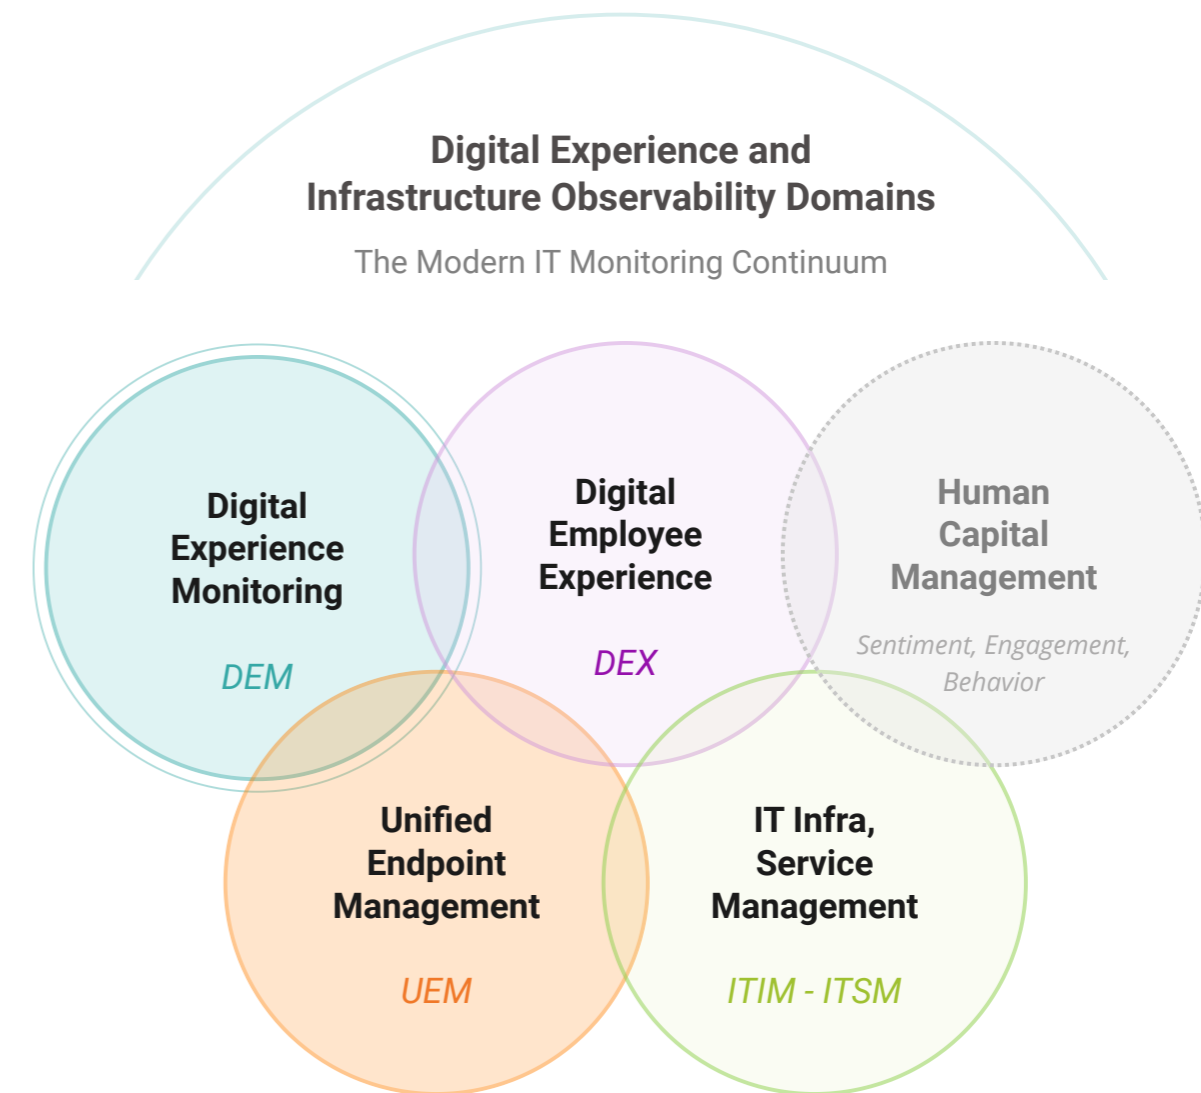 Digital Experience and
Infrastructure Observability Domains
The Modern IT Monitoring Continuum
Digital
Experience
Monitoring
DEM
Digital
Employee
Experience
DEX
Human
Capital
Management
Sentiment, Engagement,
Behavior
Unified
Endpoint
Management
UEM
IT Infra,
Service
Management
ITIM - ITSM